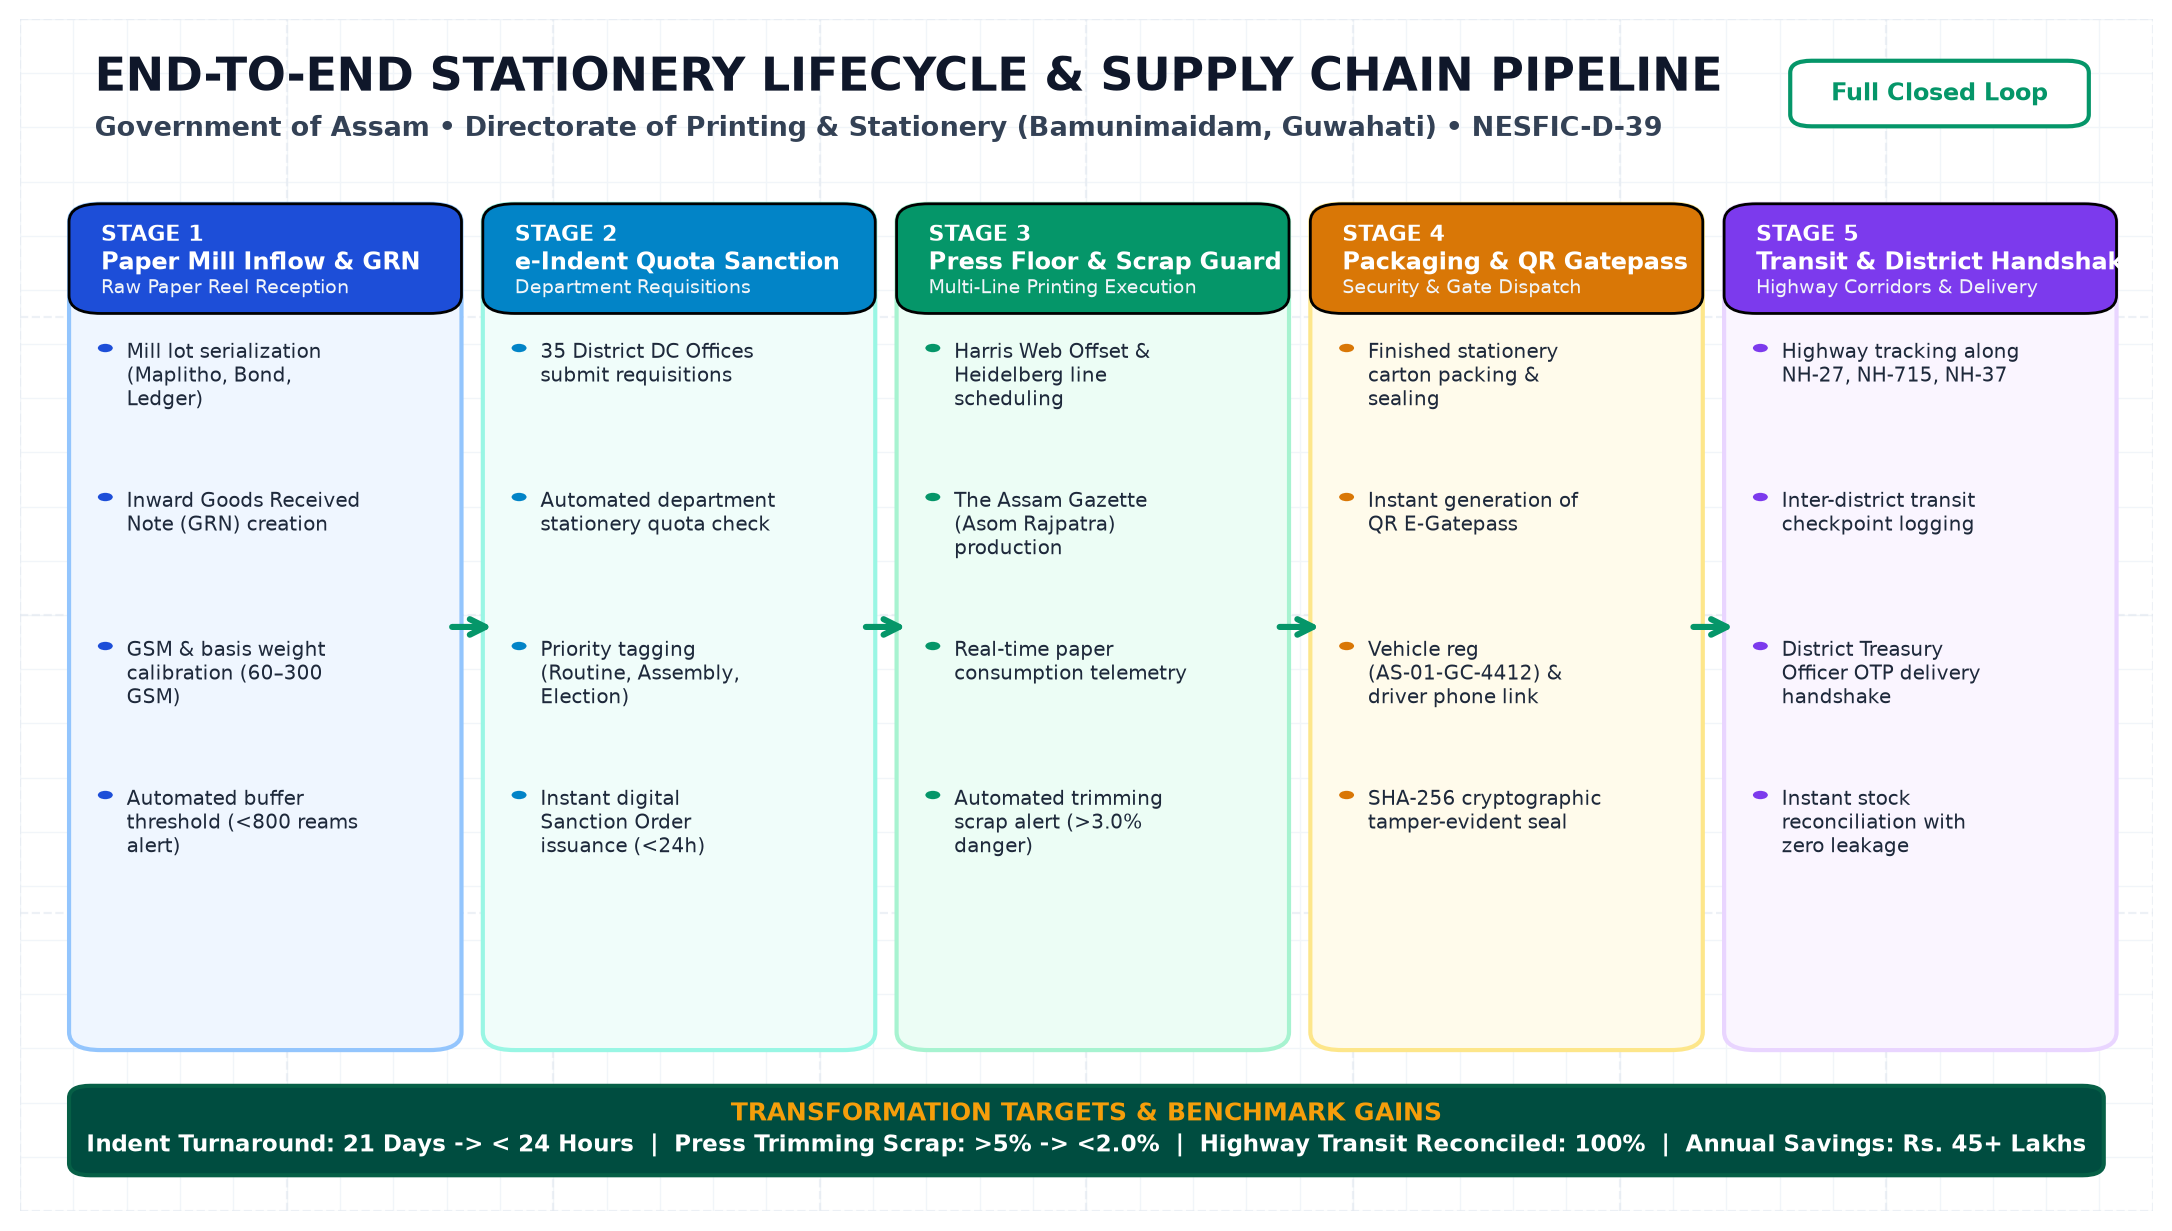 END-TO-END STATIONERY LIFECYCLE & SUPPLY CHAIN PIPELINE
Government of Assam • Directorate of Printing & Stationery (Bamunimaidam, Guwahati) • NESFIC-D-39
Full Closed Loop
STAGE 1
Paper Mill Inflow & GRN
Raw Paper Reel Reception
Mill lot serialization
(Maplitho, Bond,
Ledger)
Inward Goods Received
Note (GRN) creation
GSM & basis weight
calibration (60–300
GSM)
Automated buffer
threshold (<800 reams
alert)
STAGE 2
e-Indent Quota Sanction
Department Requisitions
35 District DC Offices
submit requisitions
Automated department
stationery quota check
Priority tagging
(Routine, Assembly,
Election)
Instant digital
Sanction Order
issuance (<24h)
STAGE 3
Press Floor & Scrap Guard
Multi-Line Printing Execution
Harris Web Offset &
Heidelberg line
scheduling
The Assam Gazette
(Asom Rajpatra)
production
Real-time paper
consumption telemetry
Automated trimming
scrap alert (>3.0%
danger)
STAGE 4
Packaging & QR Gatepass
Security & Gate Dispatch
Finished stationery
carton packing &
sealing
Instant generation of
QR E-Gatepass
Vehicle reg
(AS-01-GC-4412) &
driver phone link
SHA-256 cryptographic
tamper-evident seal
STAGE 5
Transit & District Handshak
Highway Corridors & Delivery
Highway tracking along
NH-27, NH-715, NH-37
Inter-district transit
checkpoint logging
District Treasury
Officer OTP delivery
handshake
Instant stock
reconciliation with
zero leakage
TRANSFORMATION TARGETS & BENCHMARK GAINS
Indent Turnaround: 21 Days -> < 24 Hours | Press Trimming Scrap: >5% -> <2.0% | Highway Transit Reconciled: 100% | Annual Savings: Rs. 45+ Lakhs